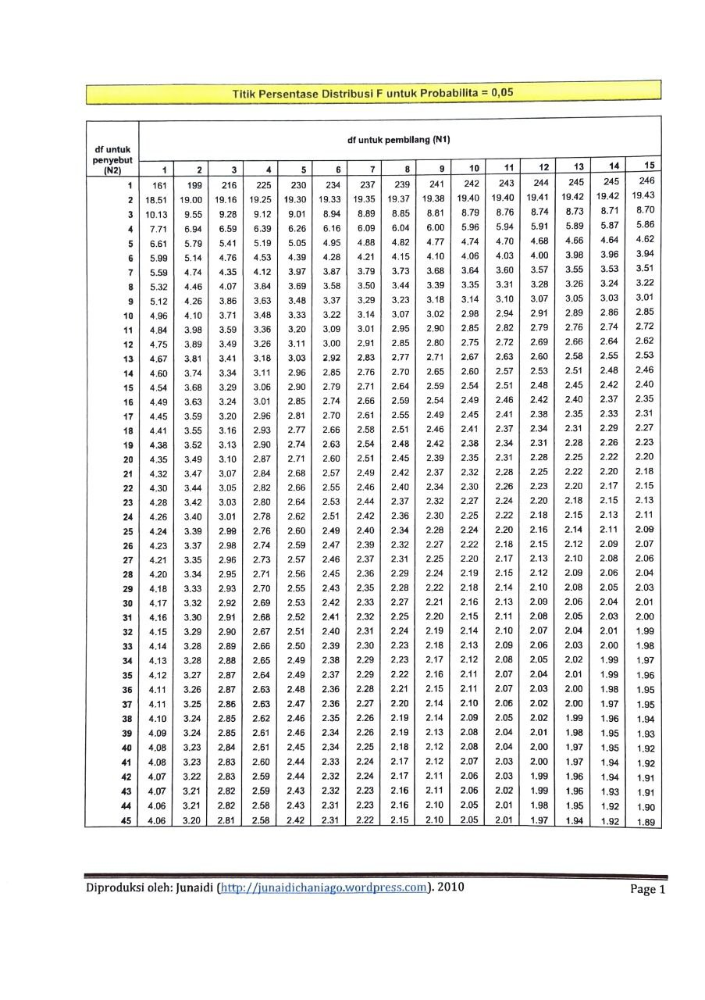 Titik Persentase Distribusi F untuk Probabilita = 0,05
df untuk penyebut (N2)
df untuk pembilang (N1)
1 2 3 4 5 6 7 8 9 10 11 12 13 14 15
1 161 199 216 225 230 234 237 239 241 242 243 244 245 245 246
2 18.51 19.00 19.16 19.25 19.30 19.33 19.35 19.37 19.38 19.40 19.40 19.41 19.42 19.42 19.43
3 10.13 9.55 9.28 9.12 9.01 8.94 8.89 8.85 8.81 8.79 8.76 8.74 8.73 8.71 8.70
4 7.71 6.94 6.59 6.39 6.26 6.16 6.09 6.04 6.00 5.96 5.94 5.91 5.89 5.87 5.86
5 6.61 5.79 5.41 5.19 5.05 4.95 4.88 4.82 4.77 4.74 4.70 4.68 4.66 4.64 4.62
6 5.99 5.14 4.76 4.53 4.39 4.28 4.21 4.15 4.10 4.06 4.03 4.00 3.98 3.96 3.94
7 5.59 4.74 4.35 4.12 3.97 3.87 3.79 3.73 3.68 3.64 3.60 3.57 3.55 3.53 3.51
8 5.32 4.46 4.07 3.84 3.69 3.58 3.50 3.44 3.39 3.35 3.31 3.28 3.26 3.24 3.22
9 5.12 4.26 3.86 3.63 3.48 3.37 3.29 3.23 3.18 3.14 3.10 3.07 3.05 3.03 3.01
10 4.96 4.10 3.71 3.48 3.33 3.22 3.14 3.07 3.02 2.98 2.94 2.91 2.89 2.86 2.85
11 4.84 3.98 3.59 3.36 3.20 3.09 3.01 2.95 2.90 2.85 2.82 2.79 2.76 2.74 2.72
12 4.75 3.89 3.49 3.26 3.11 3.00 2.91 2.85 2.80 2.75 2.72 2.69 2.66 2.64 2.62
13 4.67 3.81 3.41 3.18 3.03 2.92 2.83 2.77 2.71 2.67 2.63 2.60 2.58 2.55 2.53
14 4.60 3.74 3.34 3.11 2.96 2.85 2.76 2.70 2.65 2.60 2.57 2.53 2.51 2.48 2.46
15 4.54 3.68 3.29 3.06 2.90 2.79 2.71 2.64 2.59 2.54 2.51 2.48 2.45 2.42 2.40
16 4.49 3.63 3.24 3.01 2.85 2.74 2.66 2.59 2.54 2.49 2.46 2.42 2.40 2.37 2.35
17 4.45 3.59 3.20 2.96 2.81 2.70 2.61 2.55 2.49 2.45 2.41 2.38 2.35 2.33 2.31
18 4.41 3.55 3.16 2.93 2.77 2.66 2.58 2.51 2.46 2.41 2.37 2.34 2.31 2.29 2.27
19 4.38 3.52 3.13 2.90 2.74 2.63 2.54 2.48 2.42 2.38 2.34 2.31 2.28 2.26 2.23
20 4.35 3.49 3.10 2.87 2.71 2.60 2.51 2.45 2.39 2.35 2.31 2.28 2.25 2.22 2.20
21 4.32 3.47 3.07 2.84 2.68 2.57 2.49 2.42 2.37 2.32 2.28 2.25 2.22 2.20 2.18
22 4.30 3.44 3.05 2.82 2.66 2.55 2.46 2.40 2.34 2.30 2.26 2.23 2.20 2.17 2.15
23 4.28 3.42 3.03 2.80 2.64 2.53 2.44 2.37 2.32 2.27 2.24 2.20 2.18 2.15 2.13
24 4.26 3.40 3.01 2.78 2.62 2.51 2.42 2.36 2.30 2.25 2.22 2.18 2.15 2.13 2.11
25 4.24 3.39 2.99 2.76 2.60 2.49 2.40 2.34 2.28 2.24 2.20 2.16 2.14 2.11 2.09
26 4.23 3.37 2.98 2.74 2.59 2.47 2.39 2.32 2.27 2.22 2.18 2.15 2.12 2.09 2.07
27 4.21 3.35 2.96 2.73 2.57 2.46 2.37 2.31 2.25 2.20 2.17 2.13 2.10 2.08 2.06
28 4.20 3.34 2.95 2.71 2.56 2.45 2.36 2.29 2.24 2.19 2.15 2.12 2.09 2.06 2.04
29 4.18 3.33 2.93 2.70 2.55 2.43 2.35 2.28 2.22 2.18 2.14 2.10 2.08 2.05 2.03
30 4.17 3.32 2.92 2.69 2.53 2.42 2.33 2.27 2.21 2.16 2.13 2.09 2.06 2.04 2.01
31 4.16 3.30 2.91 2.68 2.52 2.41 2.32 2.25 2.20 2.15 2.11 2.08 2.05 2.03 2.00
32 4.15 3.29 2.90 2.67 2.51 2.40 2.31 2.24 2.19 2.14 2.10 2.07 2.04 2.01 1.99
33 4.14 3.28 2.89 2.66 2.50 2.39 2.30 2.23 2.18 2.13 2.09 2.06 2.03 2.00 1.98
34 4.13 3.28 2.88 2.65 2.49 2.38 2.29 2.23 2.17 2.12 2.08 2.05 2.02 1.99 1.97
35 4.12 3.27 2.87 2.64 2.49 2.37 2.29 2.22 2.16 2.11 2.07 2.04 2.01 1.99 1.96
36 4.11 3.26 2.87 2.63 2.48 2.36 2.28 2.21 2.15 2.11 2.07 2.03 2.00 1.98 1.95
37 4.11 3.25 2.86 2.63 2.47 2.36 2.27 2.20 2.14 2.10 2.06 2.02 2.00 1.97 1.95
38 4.10 3.24 2.85 2.62 2.46 2.35 2.26 2.19 2.14 2.09 2.05 2.02 1.99 1.96 1.94
39 4.09 3.24 2.85 2.61 2.46 2.34 2.26 2.19 2.13 2.08 2.04 2.01 1.98 1.95 1.93
40 4.08 3.23 2.84 2.61 2.45 2.34 2.25 2.18 2.12 2.08 2.04 2.00 1.97 1.95 1.92
41 4.08 3.23 2.83 2.60 2.44 2.33 2.24 2.17 2.12 2.07 2.03 2.00 1.97 1.94 1.92
42 4.07 3.22 2.83 2.59 2.44 2.32 2.24 2.17 2.11 2.06 2.03 1.99 1.96 1.94 1.91
43 4.07 3.21 2.82 2.59 2.43 2.32 2.23 2.16 2.11 2.06 2.02 1.99 1.96 1.93 1.91
44 4.06 3.21 2.82 2.58 2.43 2.31 2.23 2.16 2.10 2.05 2.01 1.98 1.95 1.92 1.90
45 4.06 3.20 2.81 2.58 2.42 2.31 2.22 2.15 2.10 2.05 2.01 1.97 1.94 1.92 1.89
Diproduksi oleh: Junaidi (http://junaidichaniago.wordpress.com). 2010
Page 1